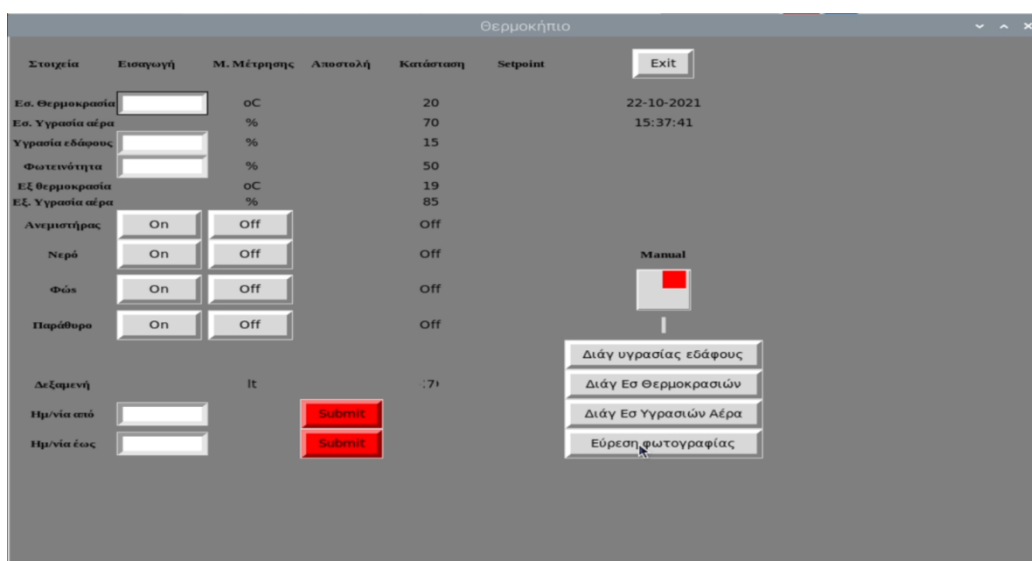 Θερμοκήπιο
Στοιχεία Εισαγωγή Μ. Μέτρησης Αποστολή Κατάσταση Setpoint Exit
Εσ. Θερμοκρασία oC 20 22-10-2021
Εσ. Υγρασία αέρα % 70 15:37:41
Υγρασία εδάφους % 15
Φωτεινότητα % 50
Εξ θερμοκρασία oC 19
Εξ. Υγρασία αέρα % 85
Ανεμιστήρας On Off Off
Νερό On Off Off Manual
Φώs On Off Off
Παράθυρο On Off Off
Διάγ υγρασίας εδάφους
Δεξαμενή lt Διάγ Εσ Θερμοκρασιών
Ημ/νία από Submit Διάγ Εσ Υγρασιών Αέρα
Ημ/νία έως Submit Εύρεση φωτογραφίας